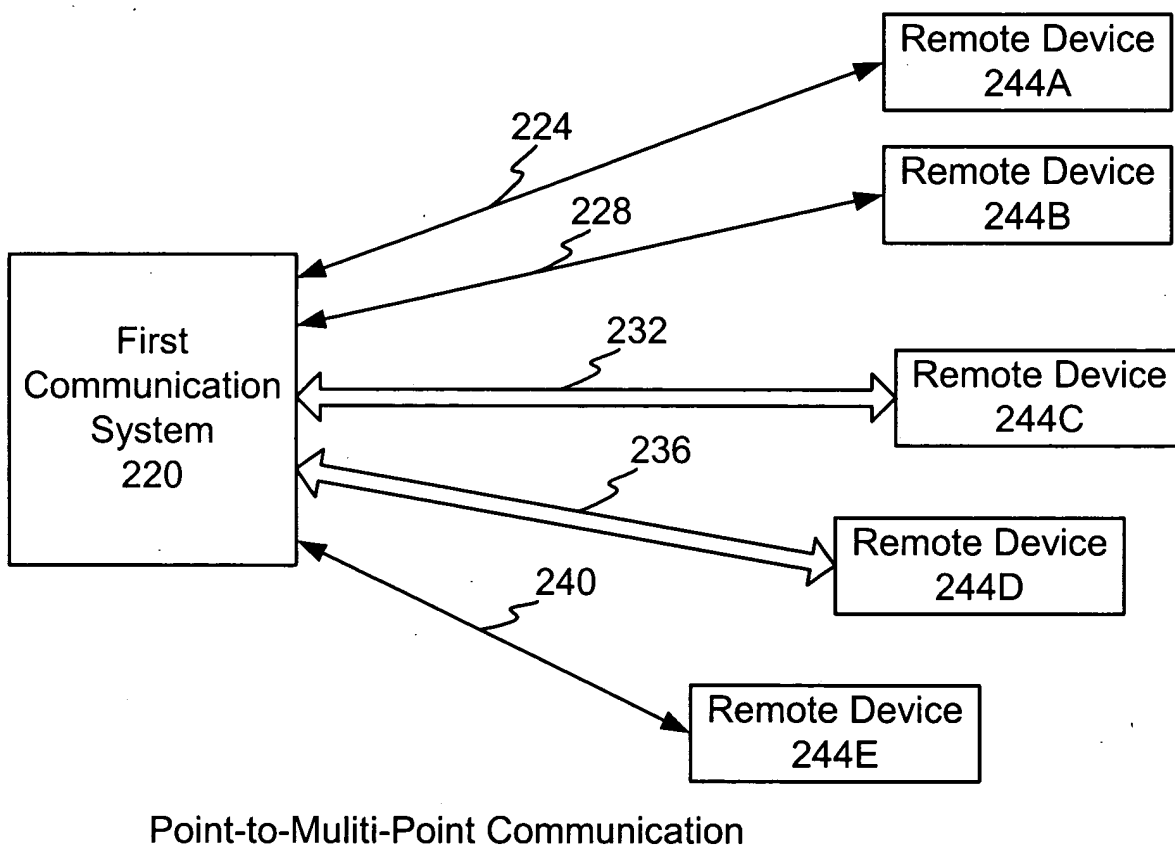 Remote Device
244A
224
Remote Device
244B
228
First
Communication
System
220
232
Remote Device
244C
236
Remote Device
244D
240
Remote Device
244E
Point-to-Muliti-Point Communication